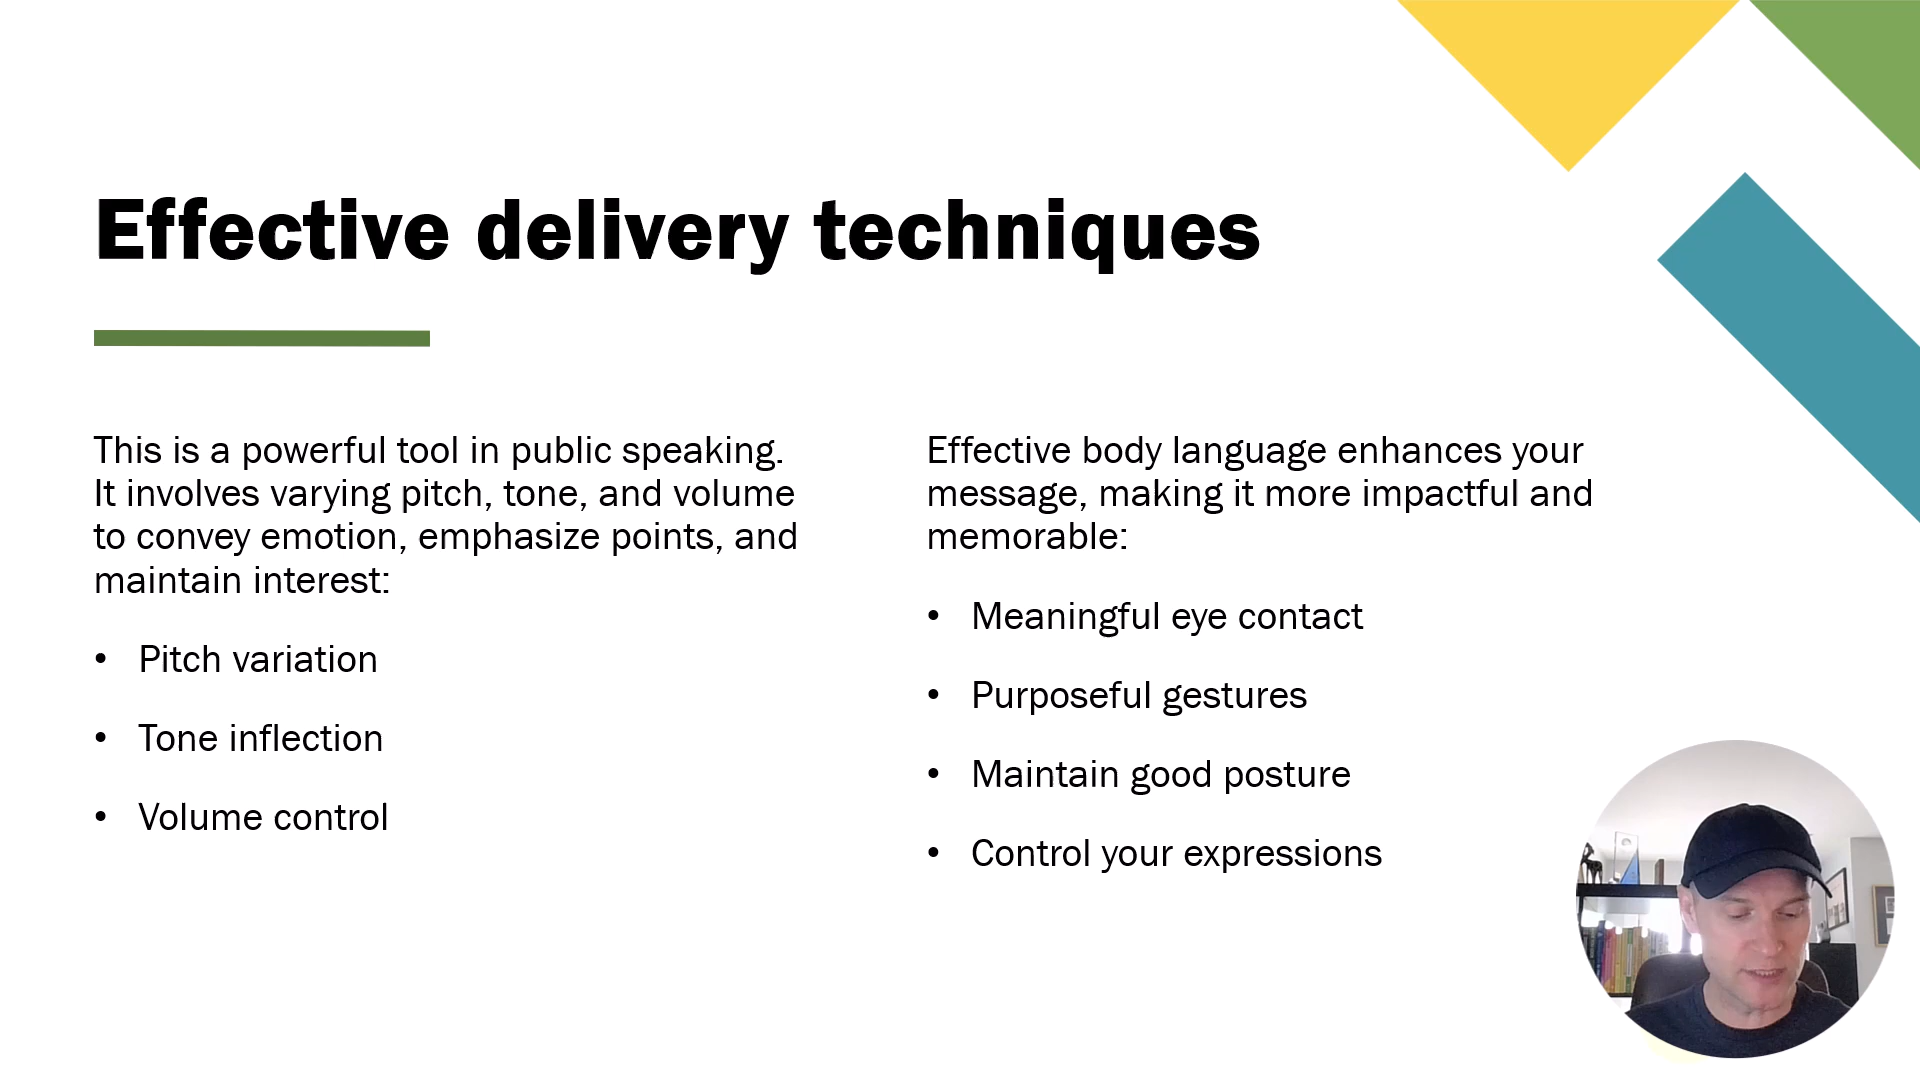 Effective delivery techniques
This is a powerful tool in public speaking.
It involves varying pitch, tone, and volume
to convey emotion, emphasize points, and
maintain interest:
• Pitch variation
• Tone inflection
• Volume control
Effective body language enhances your
message, making it more impactful and
memorable:
• Meaningful eye contact
• Purposeful gestures
• Maintain good posture
• Control your expressions